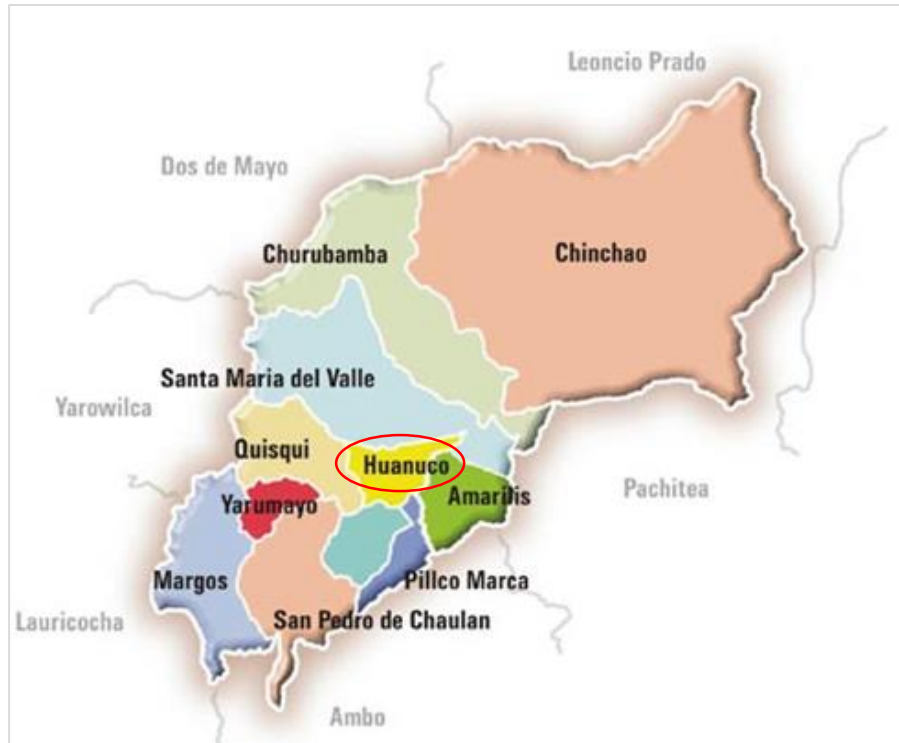 Leoncio Prado
Dos de Mayo
Churubamba
Chinchao
Santa Maria del Valle
Yarowilca
Quisqui
Huanuco
Amarilis
Pachitea
Yarumayo
Margos
Pillco Marca
San Pedro de Chaulan
Lauricocha
Ambo